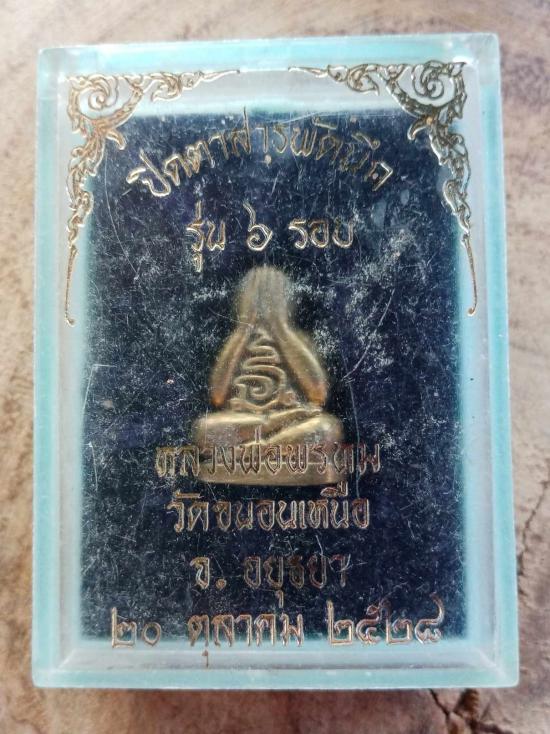 ปิดตาสารพัดนึก
รุ่น ๖ รอบ
หลวงพ่อพรหม
วัดขนอนเหนือ
จ. อยุธยา
๒๐ ตุลาคม ๒๕๒๘